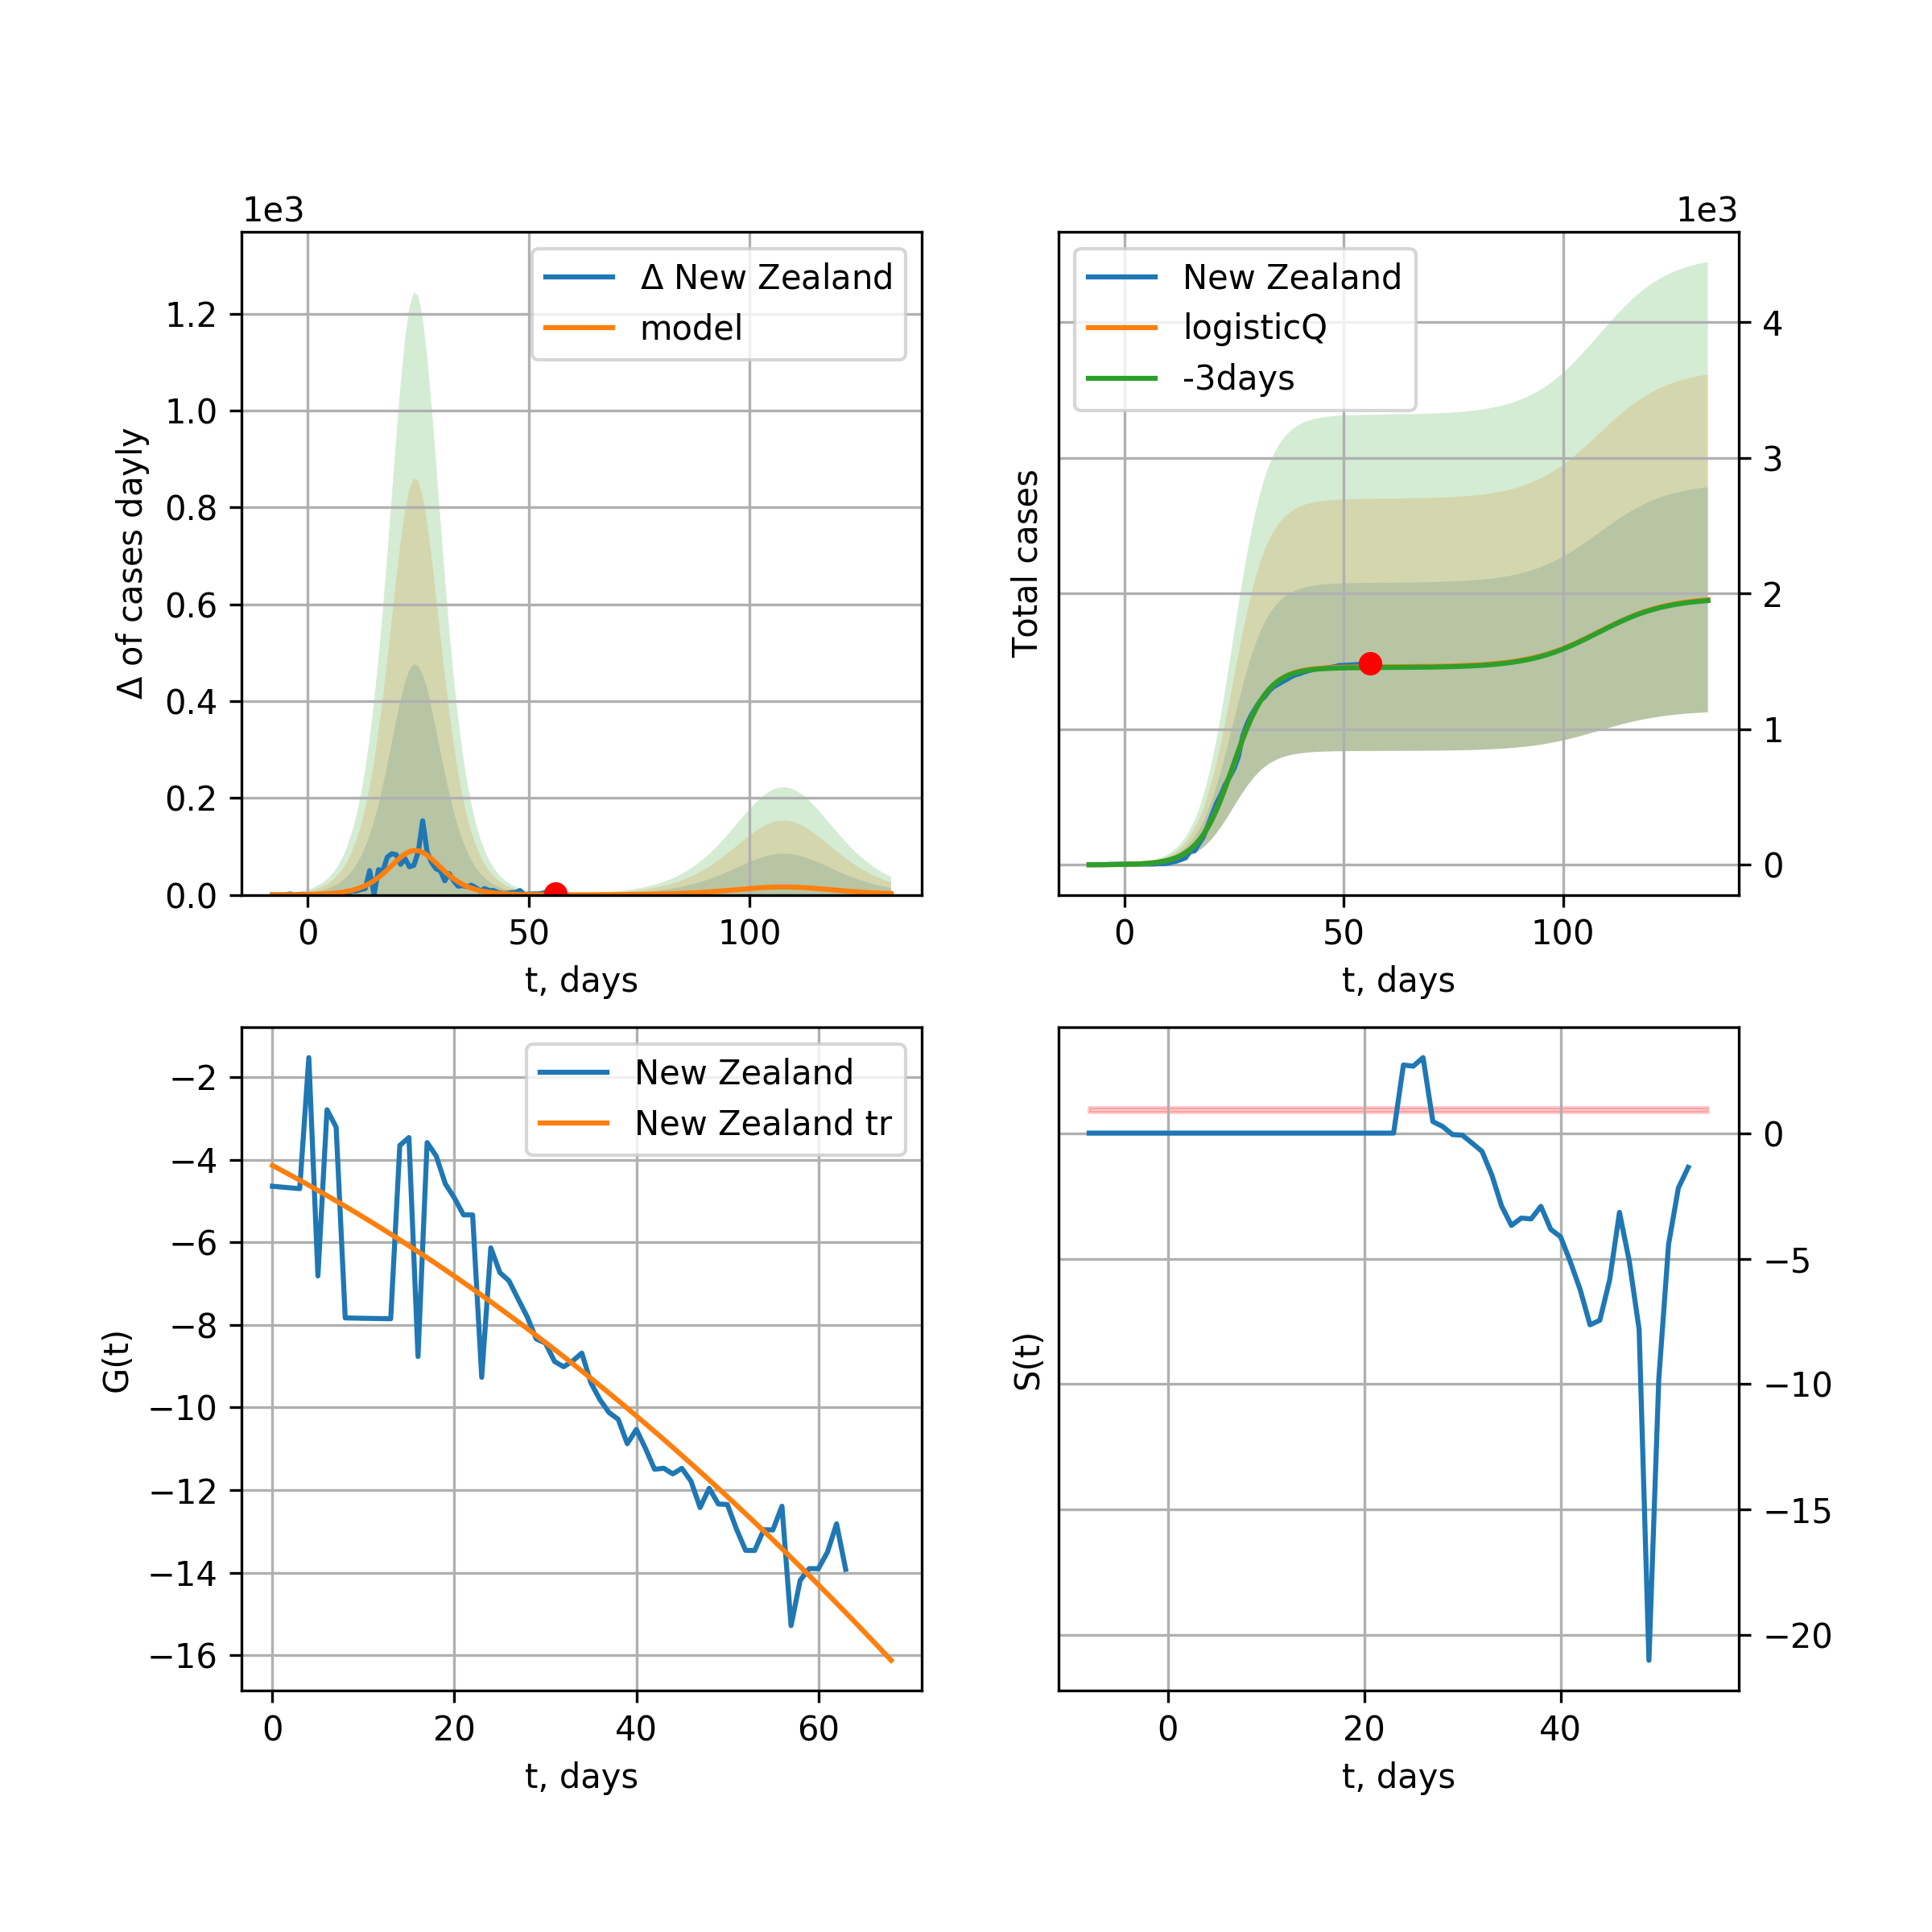 1e3
Δ of cases dayly
1.2
1.0
0.8
0.6
0.4
0.2
0.0
0
50
100
t, days
Δ New Zealand
model
1e3
Total cases
New Zealand
logisticQ
-3days
4
3
2
1
0
0
50
100
t, days
G(t)
−2
−4
−6
−8
−10
−12
−14
−16
0
20
40
60
t, days
New Zealand
New Zealand tr
S(t)
0
−5
−10
−15
−20
0
20
40
t, days